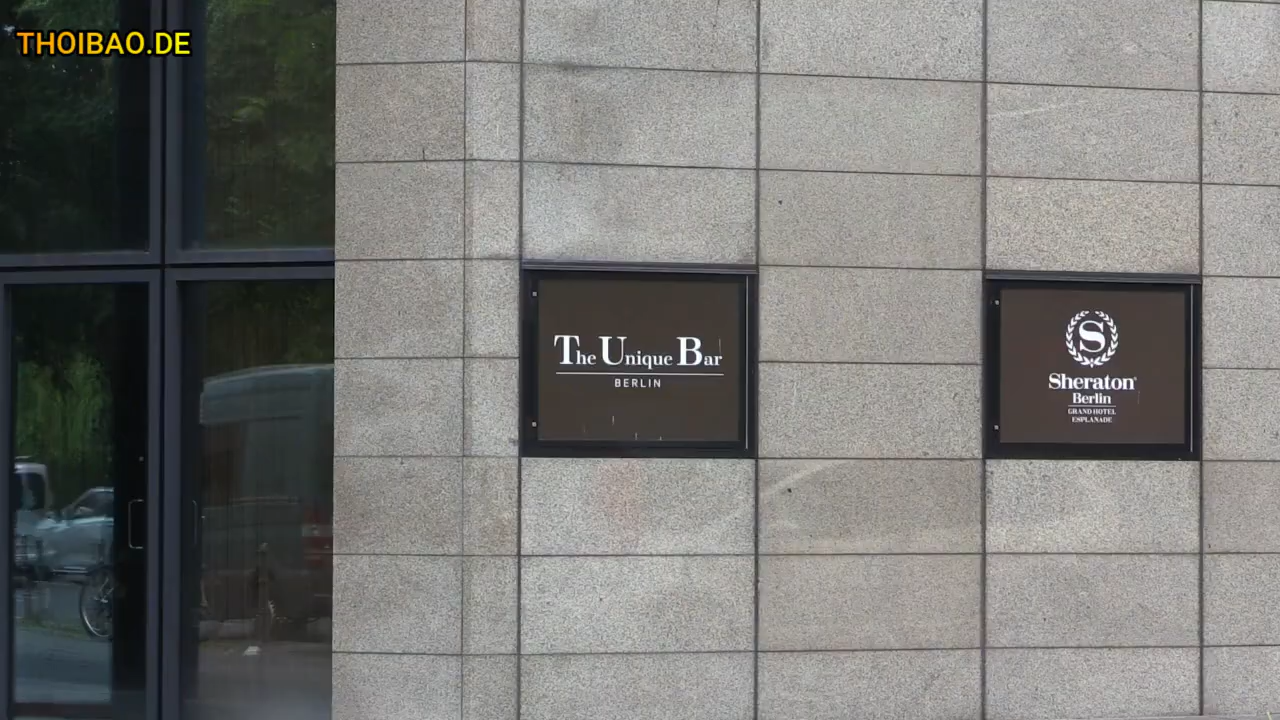 THOIBAO.DE
The Unique Bar
BERLIN
S
Sheraton®
Berlin
GRAND HOTEL
ESPLANADE